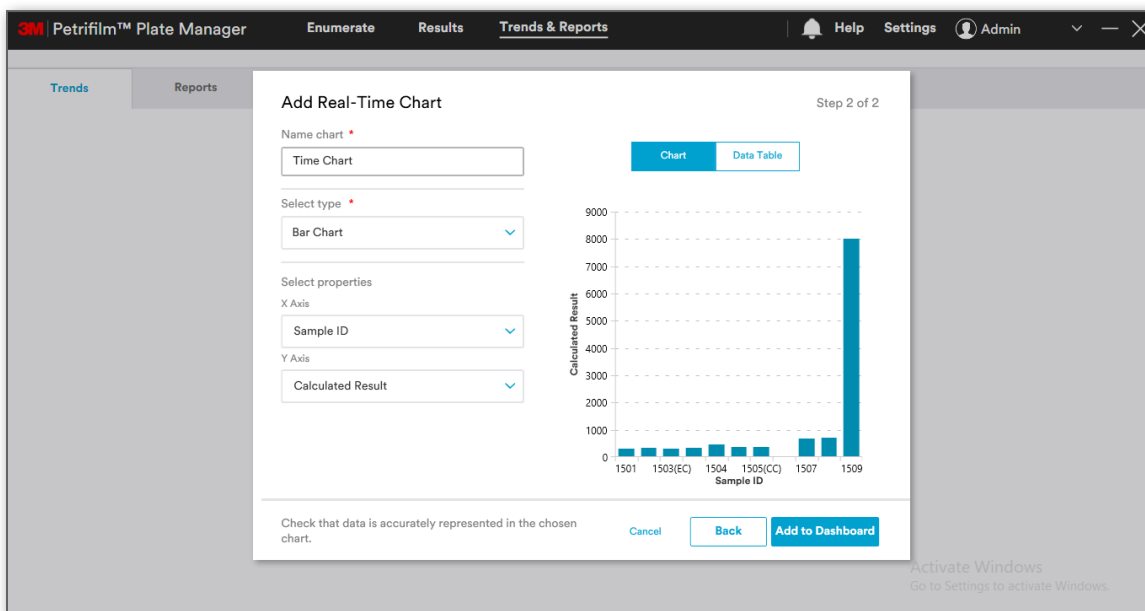 3M Petrifilm™ Plate Manager Enumerate Results Trends & Reports Help Settings Admin
Trends Reports
Add Real-Time Chart Step 2 of 2
Name chart *
Time Chart
Chart Data Table
Select type *
Bar Chart
Select properties
X Axis
Sample ID
Y Axis
Calculated Result
9000
8000
7000
6000
5000
4000
3000
2000
1000
0
Calculated Result
1501 1503(EC) 1504 1505(CC) 1507 1509
Sample ID
Check that data is accurately represented in the chosen
chart.
Cancel Back Add to Dashboard
Activate Windows
Go to Settings to activate Windows.